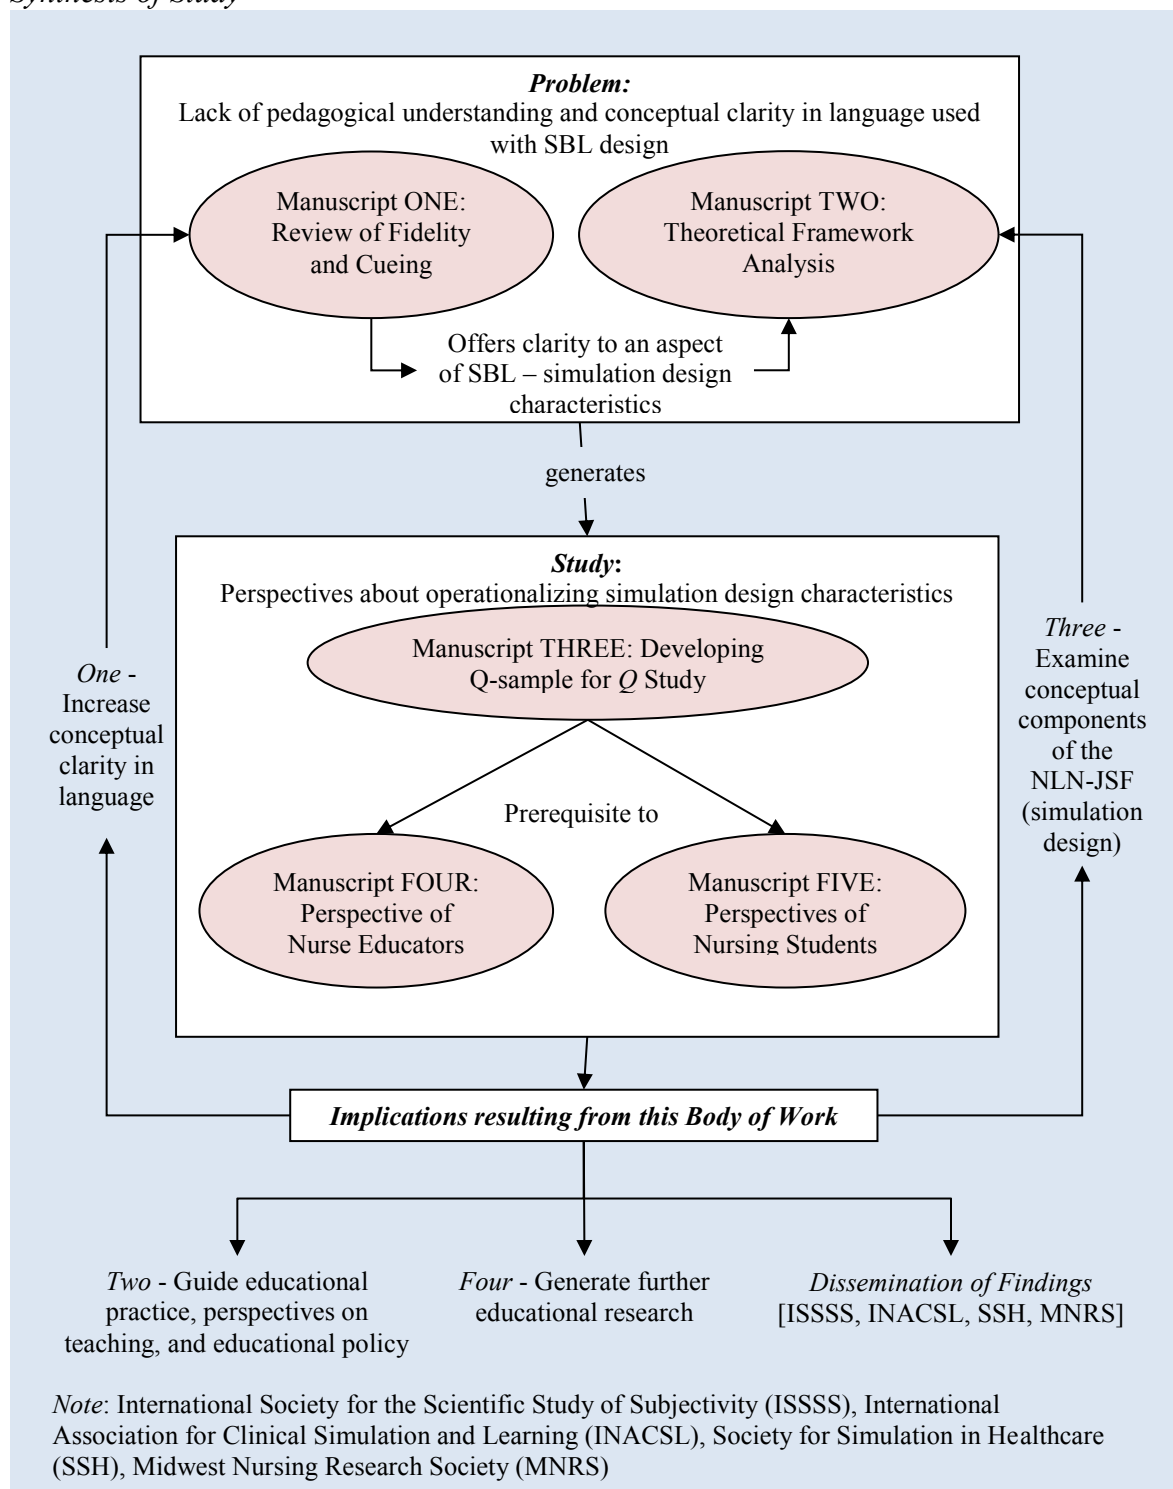 Synthesis of Study
Problem:
Lack of pedagogical understanding and conceptual clarity in language used
with SBL design
Manuscript ONE:
Review of Fidelity
and Cueing
Manuscript TWO:
Theoretical Framework
Analysis
Offers clarity to an aspect
of SBL – simulation design
characteristics
generates
Study:
Perspectives about operationalizing simulation design characteristics
Manuscript THREE: Developing
Q-sample for Q Study
One -
Increase
conceptual
clarity in
language
Three -
Examine
conceptual
components
of the
NLN-JSF
(simulation
design)
Prerequisite to
Manuscript FOUR:
Perspective of
Nurse Educators
Manuscript FIVE:
Perspectives of
Nursing Students
Implications resulting from this Body of Work
Two - Guide educational
practice, perspectives on
teaching, and educational policy
Four - Generate further
educational research
Dissemination of Findings
[ISSSS, INACSL, SSH, MNRS]
Note: International Society for the Scientific Study of Subjectivity (ISSSS), International
Association for Clinical Simulation and Learning (INACSL), Society for Simulation in Healthcare
(SSH), Midwest Nursing Research Society (MNRS)